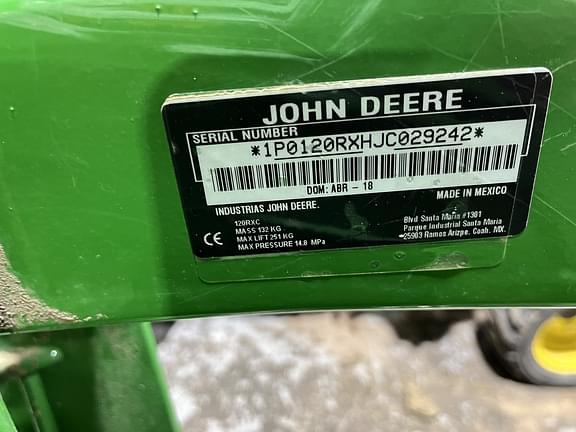 JOHN DEERE
SERIAL NUMBER
*1P0120RXHJC029242*
DOM: ABR - 18
INDUSTRIAS JOHN DEERE.
MADE IN MEXICO
120RXC
MASS 132 KG
MAX LIFT 251 KG
MAX PRESSURE 14.8 MPa
CE
Blvd Santa Maria #1301
Parque Industrial Santa Maria
25903 Ramos Arizpe. Coah. MX.